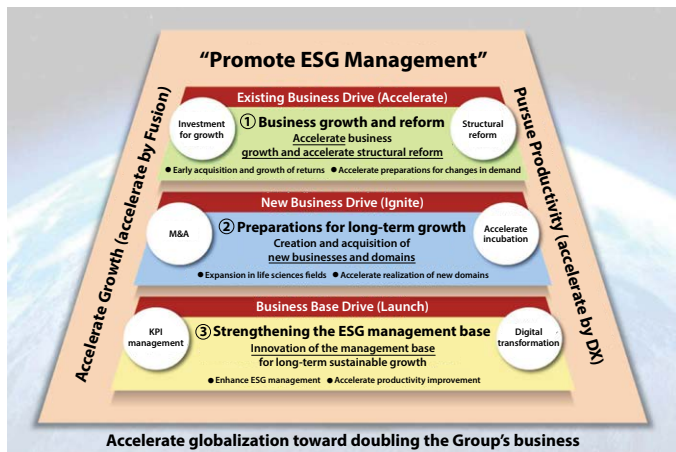 “Promote ESG Management”
Accelerate Growth (accelerate by Fusion)
Pursue Productivity (accelerate by DX)
Existing Business Drive (Accelerate)
Investment
for growth
① Business growth and reform
Accelerate business
growth and accelerate structural reform
Structural
reform
● Early acquisition and growth of returns ● Accelerate preparations for changes in demand
New Business Drive (Ignite)
M&A
② Preparations for long-term growth
Creation and acquisition of
new businesses and domains
Accelerate
incubation
● Expansion in life sciences fields ● Accelerate realization of new domains
Business Base Drive (Launch)
KPI
management
③ Strengthening the ESG management base
Innovation of the management base
for long-term sustainable growth
Digital
transformation
● Enhance ESG management ● Accelerate productivity improvement
Accelerate globalization toward doubling the Group’s business